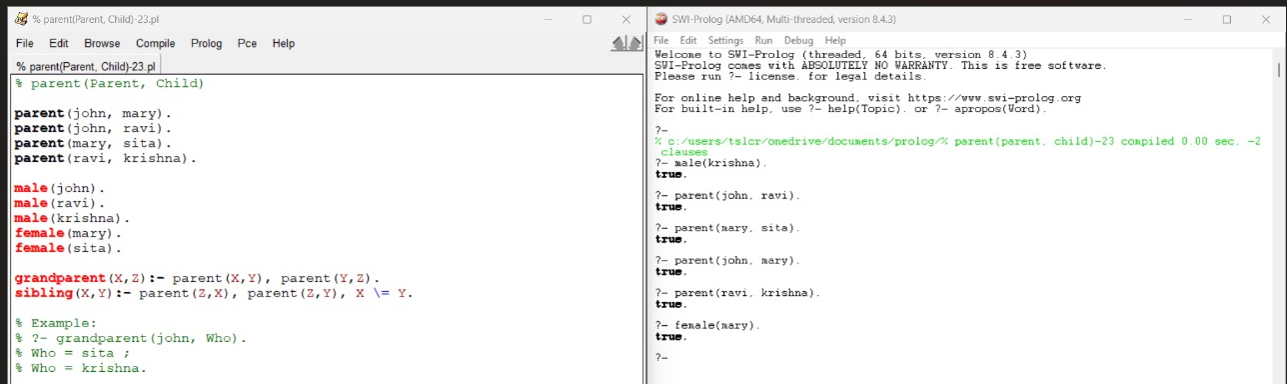 % parent(Parent, Child)-23.pl
File Edit Browse Compile Prolog Pce Help
% parent(Parent, Child)-23.pl
% parent(Parent, Child)
parent(john, mary).
parent(john, ravi).
parent(mary, sita).
parent(ravi, krishna).
male(john).
male(ravi).
male(krishna).
female(mary).
female(sita).
grandparent(X,Z):- parent(X,Y), parent(Y,Z).
sibling(X,Y):- parent(Z,X), parent(Z,Y), X \= Y.
% Example:
% ?- grandparent(john, Who).
% Who = sita ;
% Who = krishna.
SWI-Prolog (AMD64, Multi-threaded, version 8.4.3)
File Edit Settings Run Debug Help
Welcome to SWI-Prolog (threaded, 64 bits, version 8.4.3)
SWI-Prolog comes with ABSOLUTELY NO WARRANTY. This is free software.
Please run ?- license. for legal details.
For online help and background, visit https://www.swi-prolog.org
For built-in help, use ?- help(Topic). or ?- apropos(Word).
?-
% c:/users/tslcr/onedrive/documents/prolog/% parent(parent, child)-23 compiled 0.00 sec, -2
clauses
?- male(krishna).
true.
?- parent(john, ravi).
true.
?- parent(mary, sita).
true.
?- parent(john, mary).
true.
?- parent(ravi, krishna).
true.
?- female(mary).
true.
?-